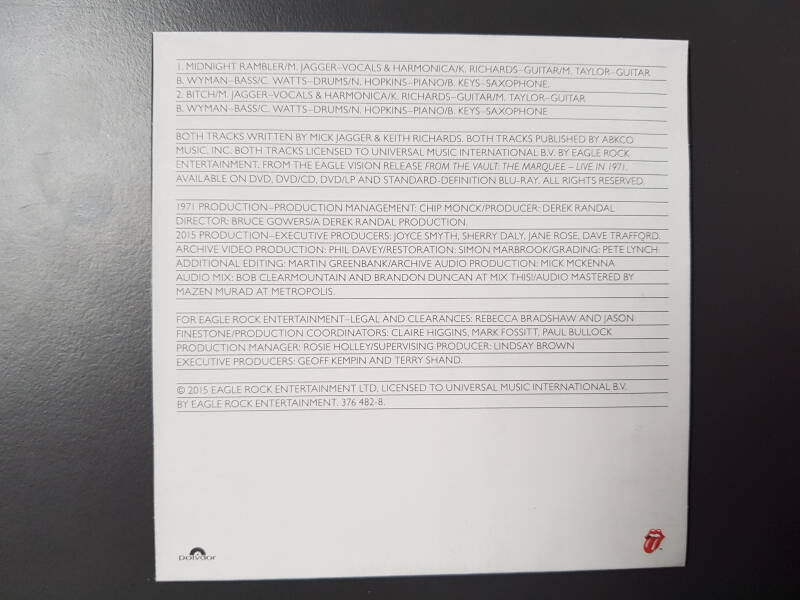 1. MIDNIGHT RAMBLER/M. JAGGER–VOCALS & HARMONICA/K. RICHARDS–GUITAR/M. TAYLOR–GUITAR
B. WYMAN–BASS/C. WATTS–DRUMS/N. HOPKINS–PIANO/B. KEYS–SAXOPHONE.
2. BITCH/M. JAGGER–VOCALS & HARMONICA/K. RICHARDS–GUITAR/M. TAYLOR–GUITAR
B. WYMAN–BASS/C. WATTS–DRUMS/N. HOPKINS–PIANO/B. KEYS–SAXOPHONE
BOTH TRACKS WRITTEN BY MICK JAGGER & KEITH RICHARDS. BOTH TRACKS PUBLISHED BY ABKCO
MUSIC, INC. BOTH TRACKS LICENSED TO UNIVERSAL MUSIC INTERNATIONAL B.V. BY EAGLE ROCK
ENTERTAINMENT. FROM THE EAGLE VISION RELEASE FROM THE VAULT: THE MARQUEE – LIVE IN 1971.
AVAILABLE ON DVD, DVD/CD, DVD/LP AND STANDARD-DEFINITION BLU-RAY. ALL RIGHTS RESERVED.
1971 PRODUCTION–PRODUCTION MANAGEMENT: CHIP MONCK/PRODUCER: DEREK RANDAL
DIRECTOR: BRUCE GOWERS/A DEREK RANDAL PRODUCTION.
2015 PRODUCTION–EXECUTIVE PRODUCERS: JOYCE SMYTH, SHERRY DALY, JANE ROSE, DAVE TRAFFORD.
ARCHIVE VIDEO PRODUCTION: PHIL DAVEY/RESTORATION: SIMON MARBROOK/GRADING: PETE LYNCH
ADDITIONAL EDITING: MARTIN GREENBANK/ARCHIVE AUDIO PRODUCTION: MICK MCKENNA
AUDIO MIX: BOB CLEARMOUNTAIN AND BRANDON DUNCAN AT MIX THIS!/AUDIO MASTERED BY
MAZEN MURAD AT METROPOLIS.
FOR EAGLE ROCK ENTERTAINMENT–LEGAL AND CLEARANCES: REBECCA BRADSHAW AND JASON
FINESTONE/PRODUCTION COORDINATORS: CLAIRE HIGGINS, MARK FOSSITT, PAUL BULLOCK
PRODUCTION MANAGER: ROSIE HOLLEY/SUPERVISING PRODUCER: LINDSAY BROWN
EXECUTIVE PRODUCERS: GEOFF KEMPIN AND TERRY SHAND.
© 2015 EAGLE ROCK ENTERTAINMENT LTD. LICENSED TO UNIVERSAL MUSIC INTERNATIONAL B.V.
BY EAGLE ROCK ENTERTAINMENT. 376 482-8.
polydor